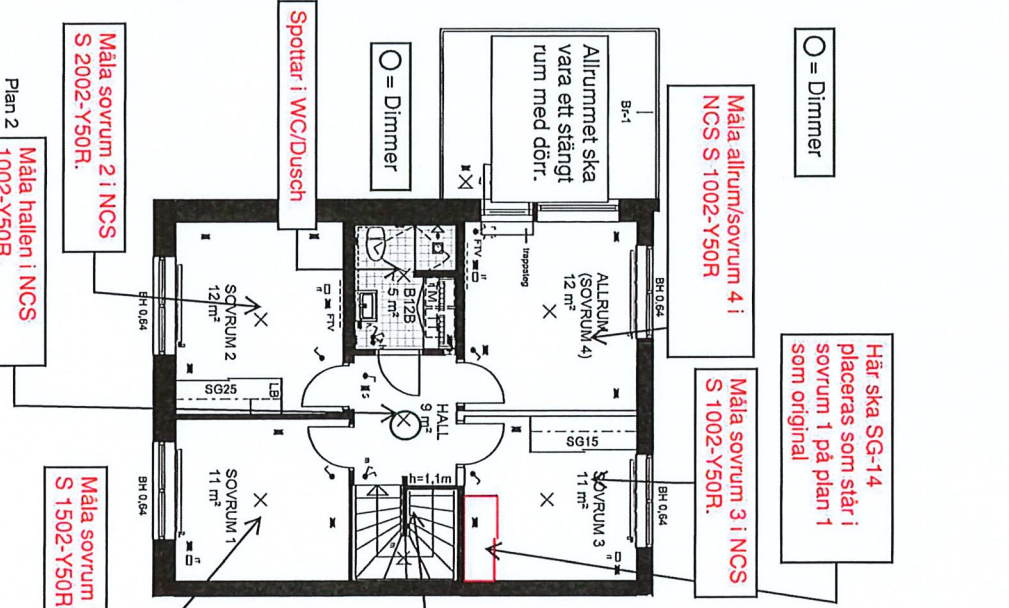 = Dimmer
Måla allrum/sovrum 4 i
NCS S 1002-Y50R
Här ska SG-14
placeras som står i
sovrum 1 på plan 1
som original
Måla sovrum 3 i NCS
S 1002-Y50R.
Allrummet ska
vara ett stängt
rum med dörr.
Br-1
= Dimmer
Spottar i WC/Dusch
Måla sovrum 2 i NCS
S 2002-Y50R.
Plan 2
Måla hallen i NCS
1002-Y50R
Måla sovrum
S 1502-Y50R
BH 0,64
BH 0,64
trappsteg
FTV
ALLRUM
(SOVRUM 4)
12 m²
SG15
SOVRUM 3
11 m²
B12B
5 m²
HALL
9 m²
h=1,1m
FTV
SOVRUM 2
12 m²
SG25
LB
SOVRUM 1
11 m²
BH 0,64
BH 0,64